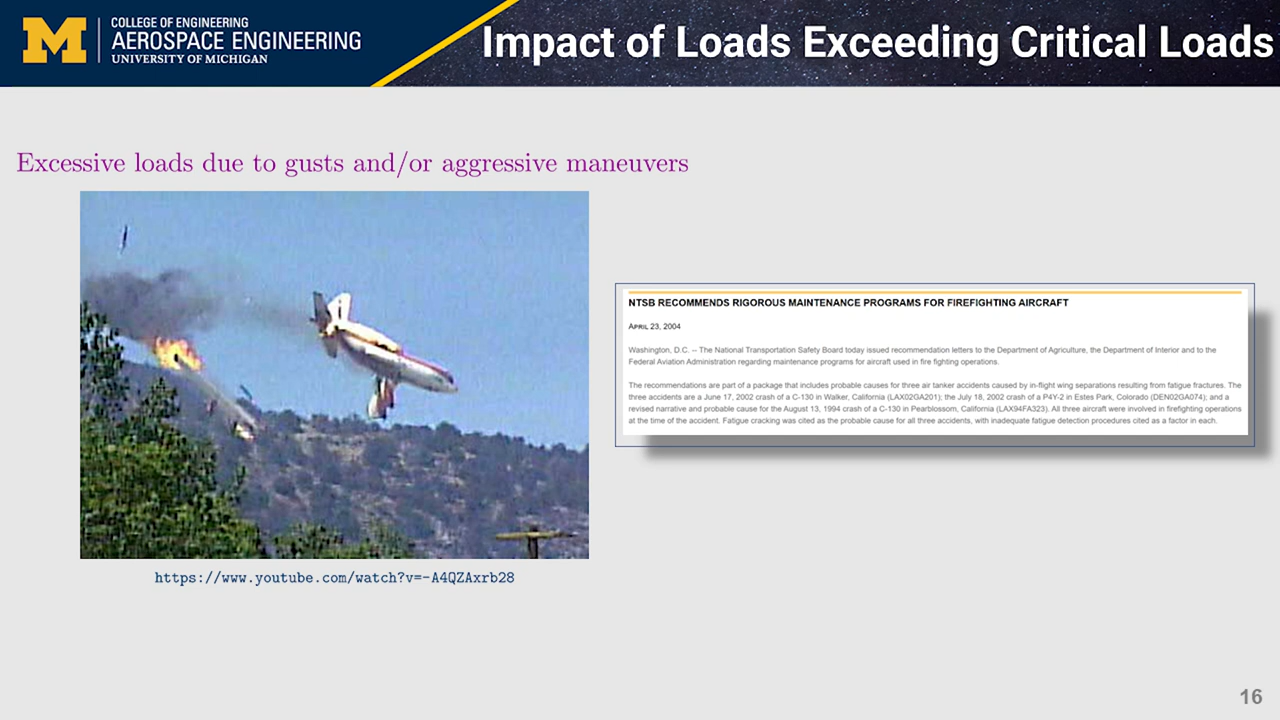 COLLEGE OF ENGINEERING
AEROSPACE ENGINEERING
UNIVERSITY OF MICHIGAN
Impact of Loads Exceeding Critical Loads
Excessive loads due to gusts and/or aggressive maneuvers
NTSB RECOMMENDS RIGOROUS MAINTENANCE PROGRAMS FOR FIREFIGHTING AIRCRAFT
APRIL 23, 2004
Washington, D.C. -- The National Transportation Safety Board today issued recommendation letters to the Department of Agriculture, the Department of Interior and to the
Federal Aviation Administration regarding maintenance programs for aircraft used in fire fighting operations.
The recommendations are part of a package that includes probable causes for three air tanker accidents caused by in-flight wing separations resulting from fatigue fractures. The
three accidents are a June 17, 2002 crash of a C-130 in Walker, California (LAX02GA201); the July 18, 2002 crash of a P4Y-2 in Estes Park, Colorado (DEN02GA074); and a
revised narrative and probable cause for the August 13, 1994 crash of a C-130 in Pearblossom, California (LAX94FA323). All three aircraft were involved in firefighting operations
at the time of the accident. Fatigue cracking was cited as the probable cause for all three accidents, with inadequate fatigue detection procedures cited as a factor in each.
https://www.youtube.com/watch?v=-A4QZAxrb28
16